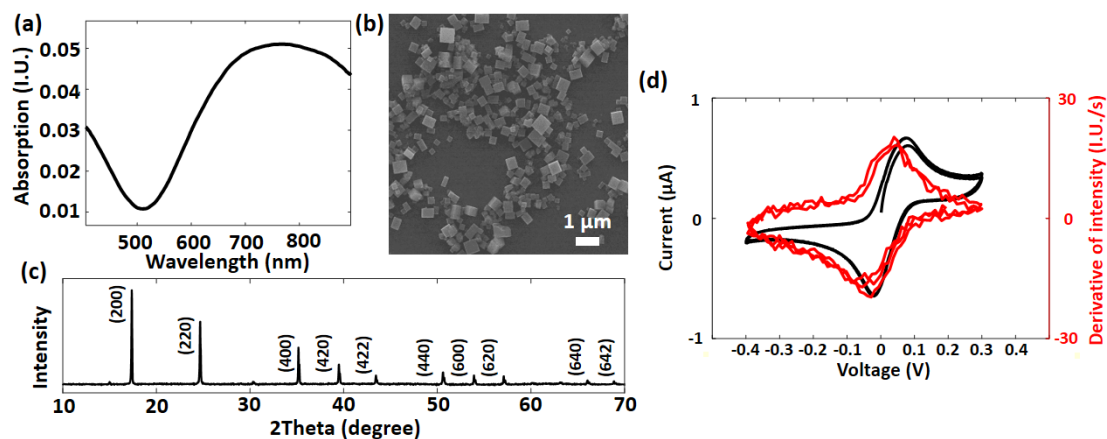 (a)
Absorption (I.U.)
0.05
0.04
0.03
0.02
0.01
500 600 700 800
Wavelength (nm)
(b)
1 µm
(c)
Intensity
(200)
(220)
(400)
(420)
(422)
(440)
(600)
(620)
(640)
(642)
10 20 30 40 50 60 70
2Theta (degree)
(d)
Current (µA)
1
0
-1
-0.4 -0.3 -0.2 -0.1 0 0.1 0.2 0.3 0.4
Voltage (V)
30
15
0
-15
-30
Derivative of intensity (I.U./s)